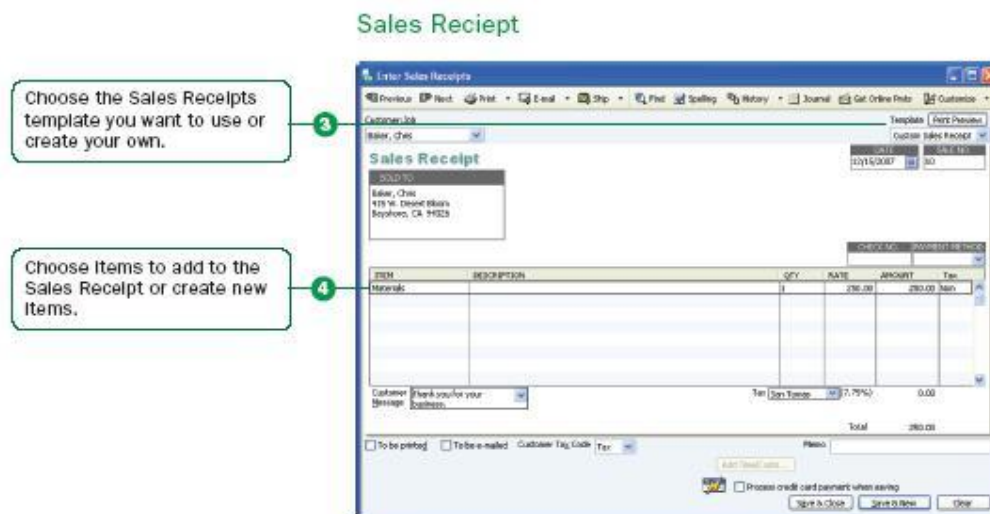 Sales Reciept
Choose the Sales Receipts
template you want to use or
create your own.
3
Choose Items to add to the
Sales Receipt or create new
Items.
4
Enter Sales Receipts
Previous Next Print E-mail Ship Find Spelling History Journal Get Online Pmts Customize
Customer:Job Template Print Preview
Baker, Chris Custom Sales Receipt
Sales Receipt
DATE SALE NO.
12/15/2007 10
SOLD TO
Baker, Chris
415 W. Desert Bloom
Bayshore, CA 94326
CHECK NO. PAYMENT METHOD
ITEM DESCRIPTION QTY RATE AMOUNT Tax
Materials 1 250.00 250.00 Non
Customer Message Thank you for your business. Tax San Tomas (7.75%) 0.00
Total 250.00
To be printed To be e-mailed Customer Tax Code Tax Memo
Process credit card payment when saving
Save & Close Save & New Clear